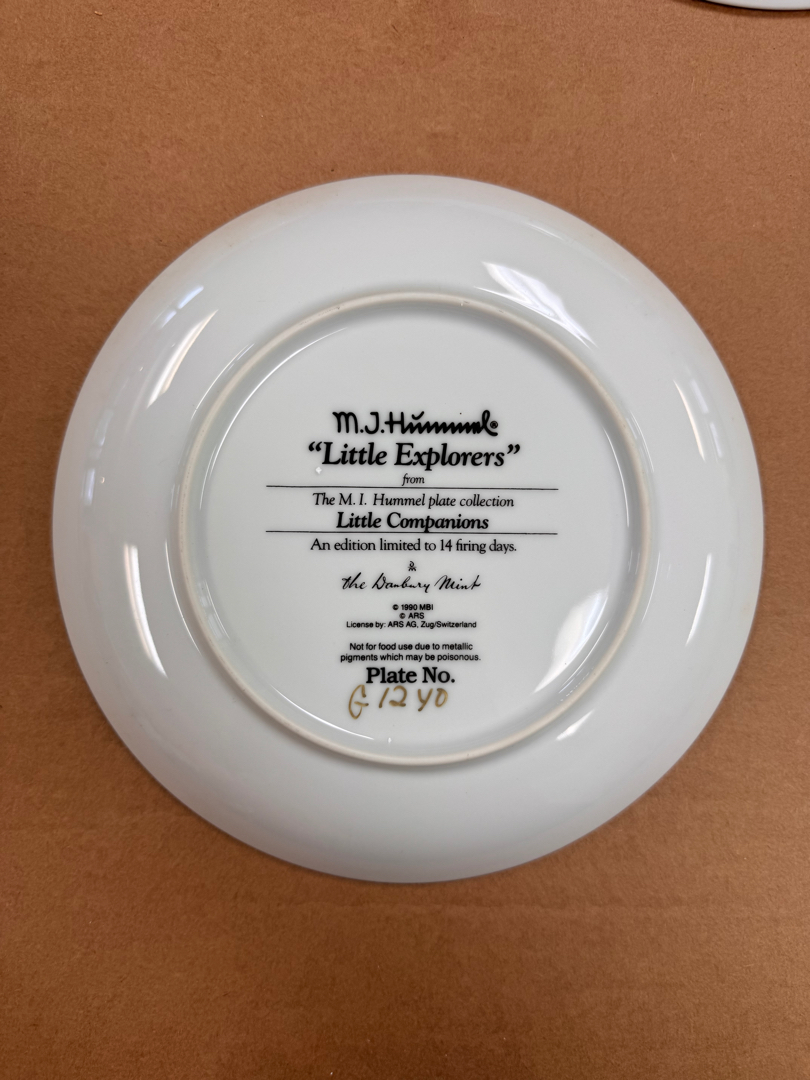 M.J.Hümmel®
“Little Explorers”
from
The M. I. Hummel plate collection
Little Companions
An edition limited to 14 firing days.
&
the Danbury Mint
© 1990 MBI
© ARS
License by: ARS AG, Zug/Switzerland
Not for food use due to metallic
pigments which may be poisonous.
Plate No.
G1240